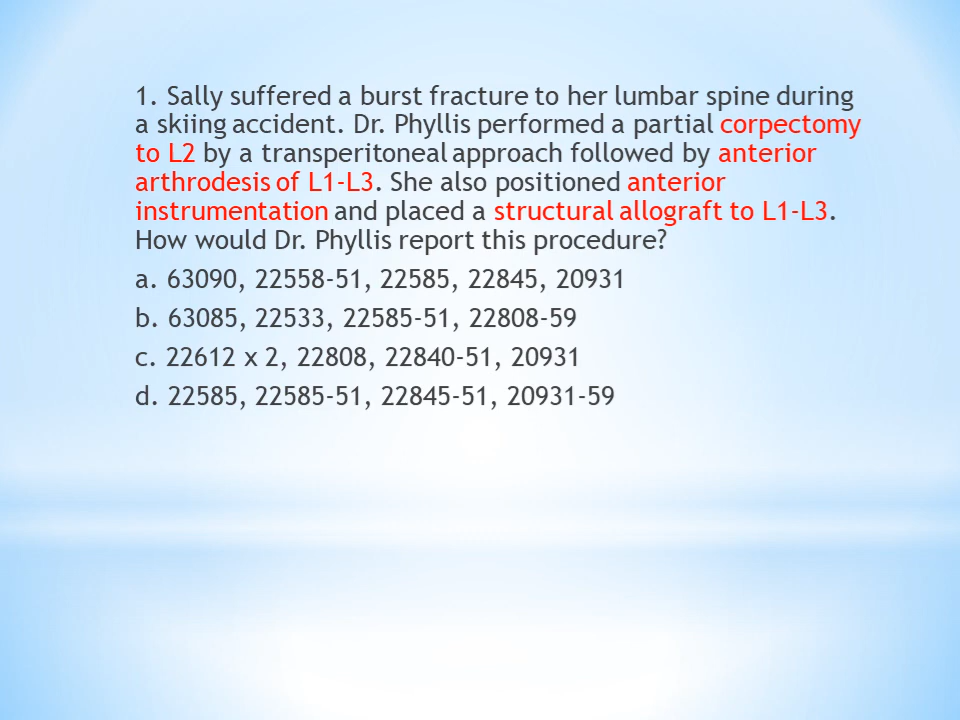 1. Sally suffered a burst fracture to her lumbar spine during
a skiing accident. Dr. Phyllis performed a partial corpectomy
to L2 by a transperitoneal approach followed by anterior
arthrodesis of L1-L3. She also positioned anterior
instrumentation and placed a structural allograft to L1-L3.
How would Dr. Phyllis report this procedure?
a. 63090, 22558-51, 22585, 22845, 20931
b. 63085, 22533, 22585-51, 22808-59
c. 22612 x 2, 22808, 22840-51, 20931
d. 22585, 22585-51, 22845-51, 20931-59